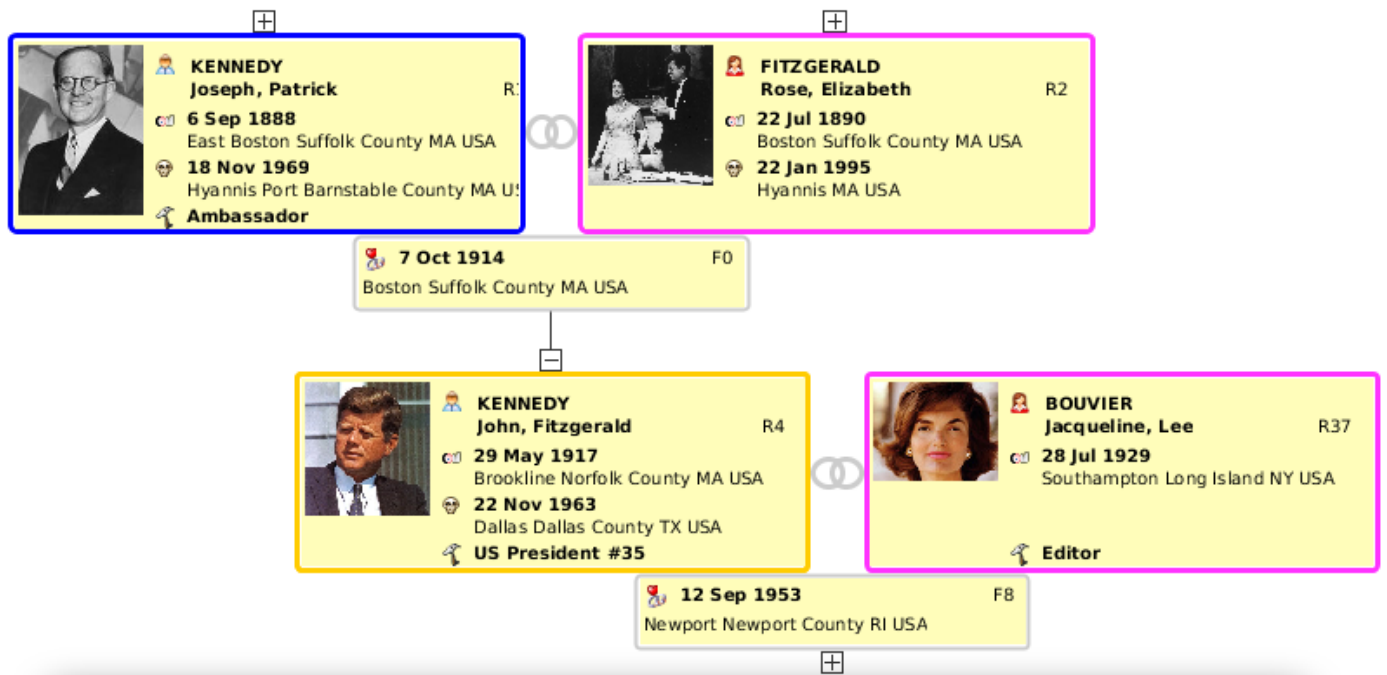 KENNEDY
Joseph, Patrick
6 Sep 1888
East Boston Suffolk County MA USA
18 Nov 1969
Hyannis Port Barnstable County MA
Ambassador
FITZGERALD
Rose, Elizabeth R2
22 Jul 1890
Boston Suffolk County MA USA
22 Jan 1995
Hyannis MA USA
7 Oct 1914 F0
Boston Suffolk County MA USA
KENNEDY
John, Fitzgerald R4
29 May 1917
Brookline Norfolk County MA USA
22 Nov 1963
Dallas Dallas County TX USA
US President #35
BOUVIER
Jacqueline, Lee R37
28 Jul 1929
Southampton Long Island NY USA
Editor
12 Sep 1953 F8
Newport Newport County RI USA